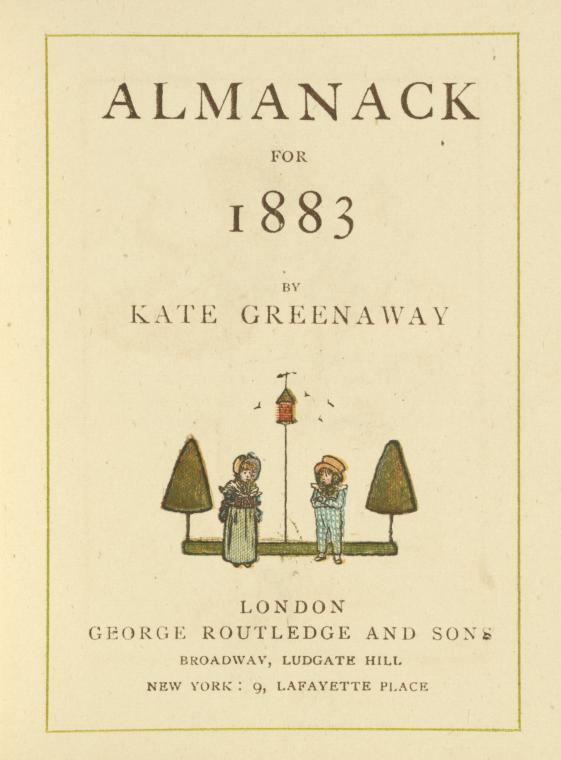 ALMANACK
FOR
1883
BY
KATE GREENAWAY
LONDON
GEORGE ROUTLEDGE AND SONS
BROADWAY, LUDGATE HILL
NEW YORK: 9, LAFAYETTE PLACE